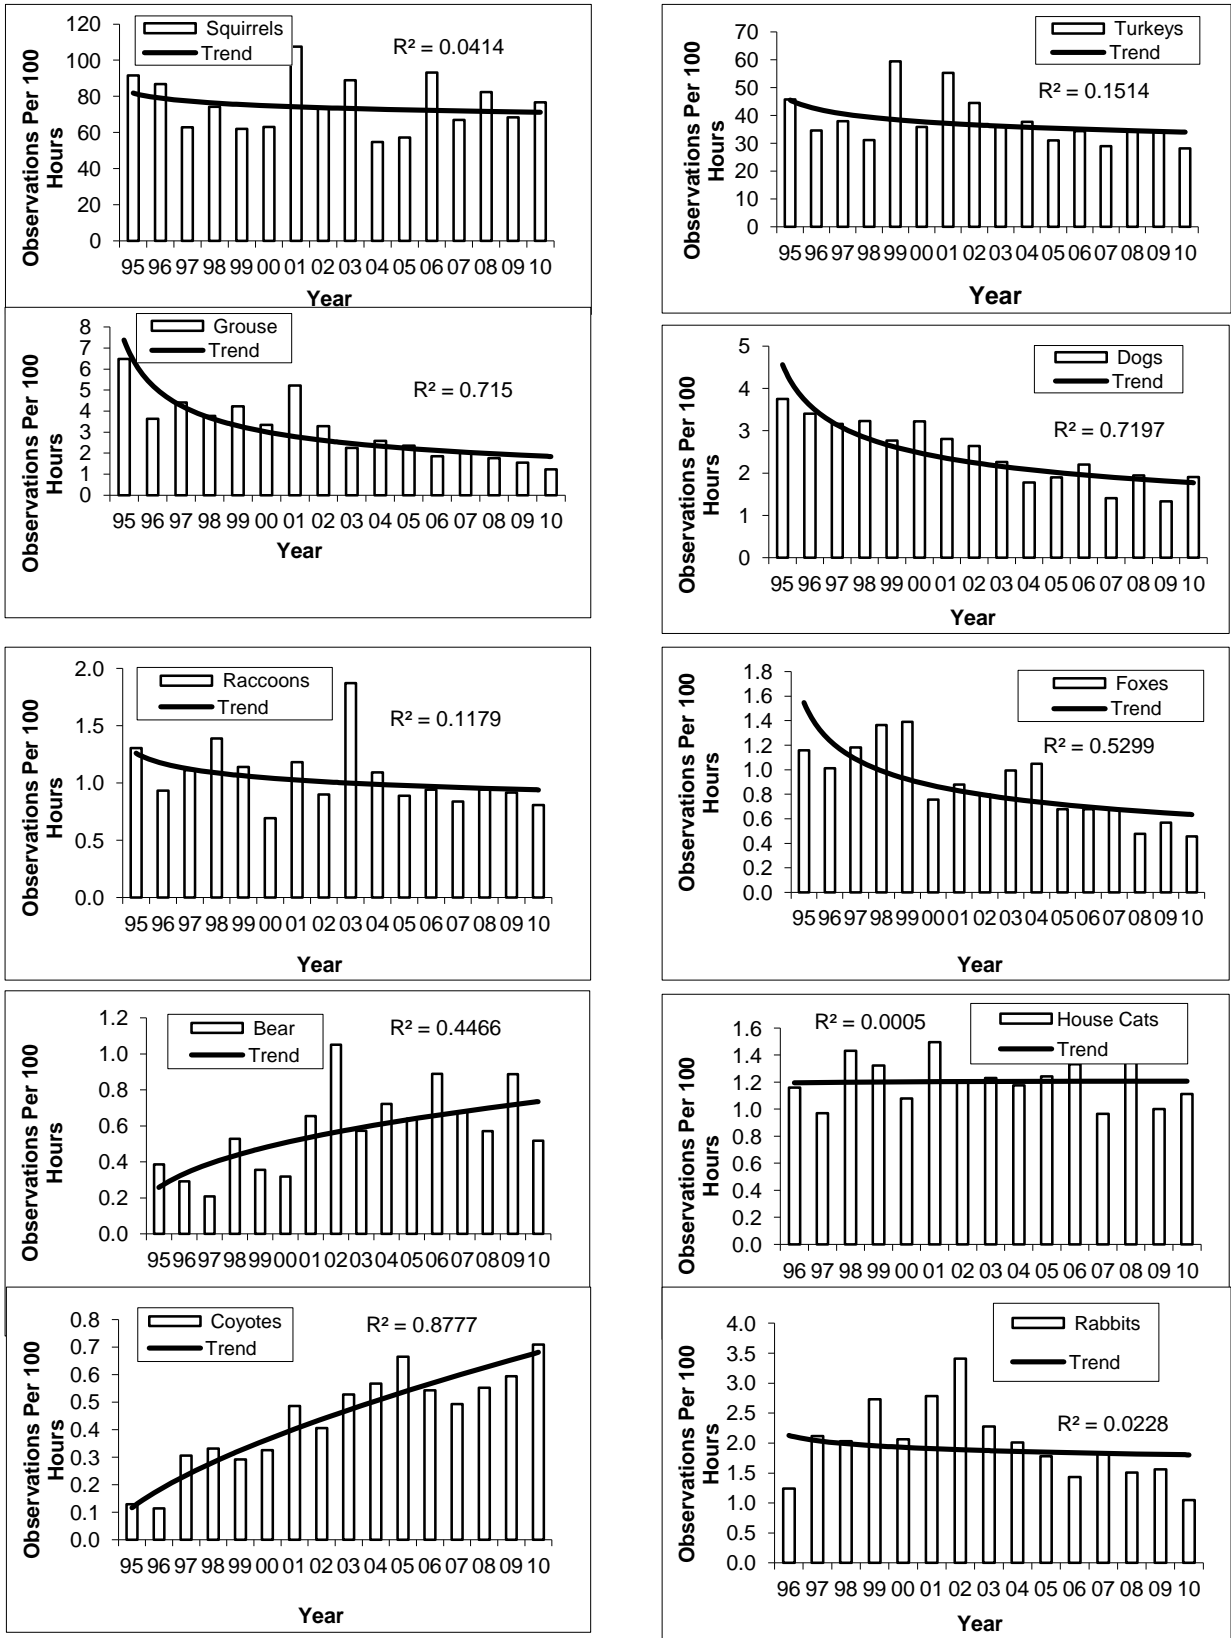 Squirrels
Trend
R² = 0.0414
Observations Per 100
Hours
120
100
80
60
40
20
0
95 96 97 98 99 00 01 02 03 04 05 06 07 08 09 10
Year
Turkeys
Trend
R² = 0.1514
Observations Per 100
Hours
70
60
50
40
30
20
10
0
95 96 97 98 99 00 01 02 03 04 05 06 07 08 09 10
Year
Grouse
Trend
R² = 0.715
Observations Per 100
Hours
8
7
6
5
4
3
2
1
0
95 96 97 98 99 00 01 02 03 04 05 06 07 08 09 10
Year
Dogs
Trend
R² = 0.7197
Observations Per 100
Hours
5
4
3
2
1
0
95 96 97 98 99 00 01 02 03 04 05 06 07 08 09 10
Year
Raccoons
Trend
R² = 0.1179
Observations Per 100
Hours
2.0
1.5
1.0
0.5
0.0
95 96 97 98 99 00 01 02 03 04 05 06 07 08 09 10
Year
Foxes
Trend
R² = 0.5299
Observations Per 100
Hours
1.8
1.6
1.4
1.2
1.0
0.8
0.6
0.4
0.2
0.0
95 96 97 98 99 00 01 02 03 04 05 06 07 08 09 10
Year
Bear
Trend
R² = 0.4466
Observations Per 100
Hours
1.2
1.0
0.8
0.6
0.4
0.2
0.0
95 96 97 98 99 00 01 02 03 04 05 06 07 08 09 10
House Cats
Trend
R² = 0.0005
Observations Per 100
Hours
1.6
1.4
1.2
1.0
0.8
0.6
0.4
0.2
0.0
96 97 98 99 00 01 02 03 04 05 06 07 08 09 10
Coyotes
Trend
R² = 0.8777
Observations Per 100
Hours
0.8
0.7
0.6
0.5
0.4
0.3
0.2
0.1
0.0
95 96 97 98 99 00 01 02 03 04 05 06 07 08 09 10
Year
Rabbits
Trend
R² = 0.0228
Observations Per 100
Hours
4.0
3.5
3.0
2.5
2.0
1.5
1.0
0.5
0.0
96 97 98 99 00 01 02 03 04 05 06 07 08 09 10
Year